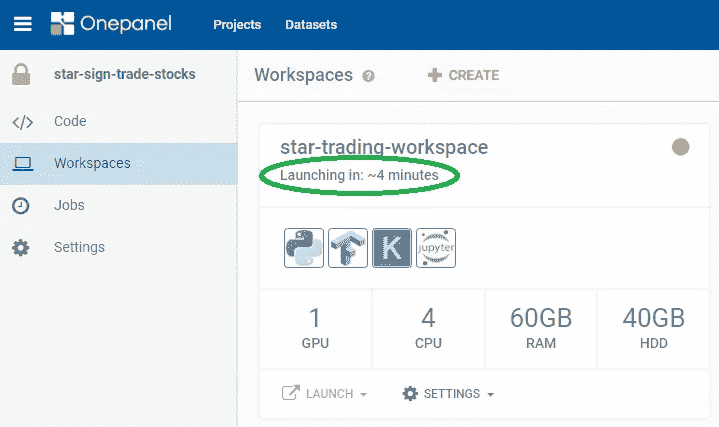 Onepanel Projects Datasets
star-sign-trade-stocks
Code
Workspaces
Jobs
Settings
Workspaces ? CREATE
star-trading-workspace
Launching in: ~4 minutes
K jupyter
1 4 60GB 40GB
GPU CPU RAM HDD
LAUNCH SETTINGS